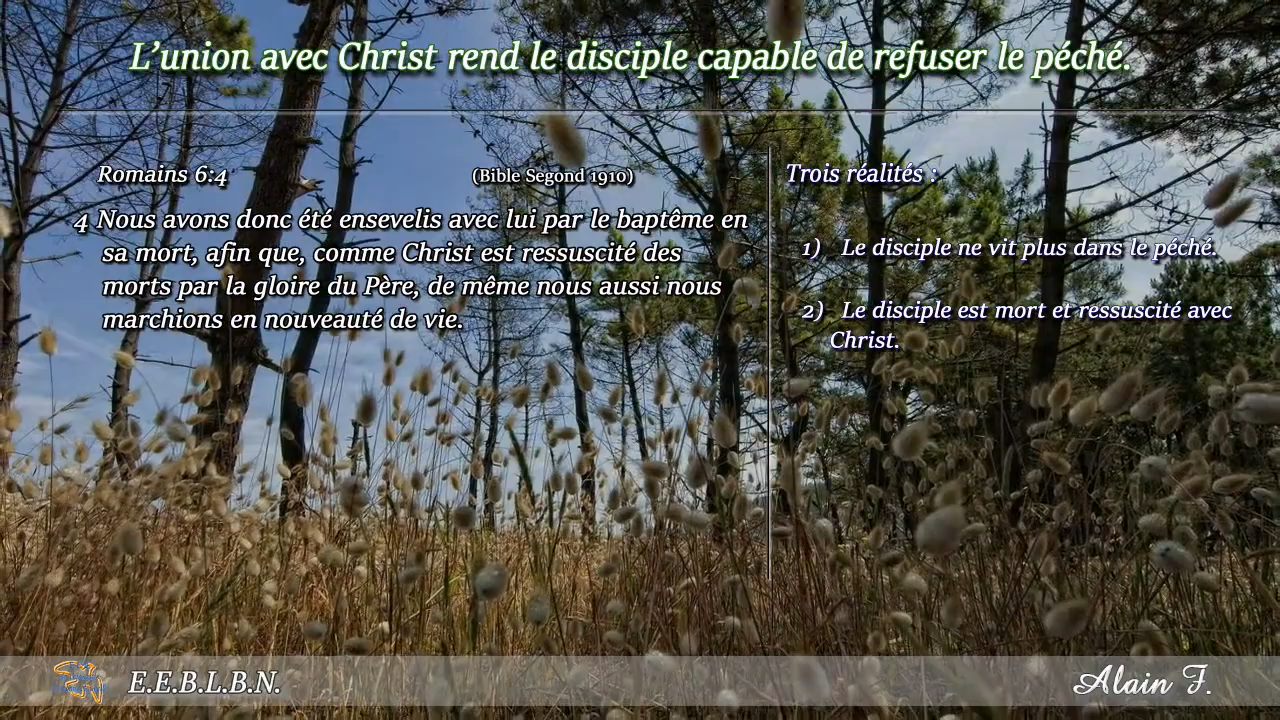 L’union avec Christ rend le disciple capable de refuser le péché.
Romains 6:4 (Bible Segond 1910)
4 Nous avons donc été ensevelis avec lui par le baptême en
sa mort, afin que, comme Christ est ressuscité des
morts par la gloire du Père, de même nous aussi nous
marchions en nouveauté de vie.
Trois réalités :
1) Le disciple ne vit plus dans le péché.
2) Le disciple est mort et ressuscité avec
Christ.
E.E.B.L.B.N.
Alain F.